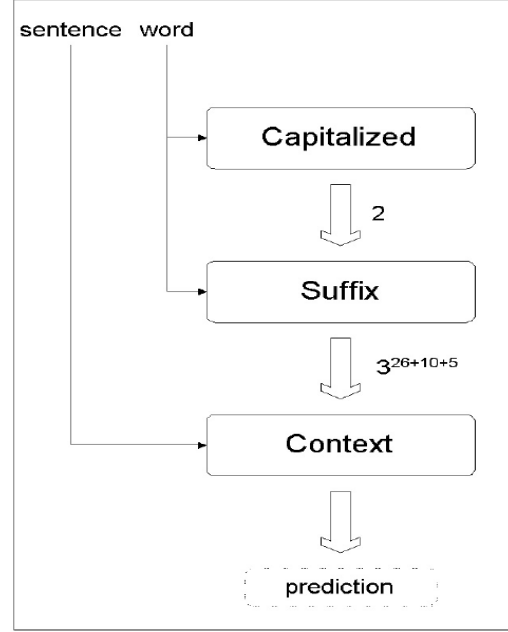 sentence word
Capitalized
2
Suffix
3^26+10+5
Context
prediction